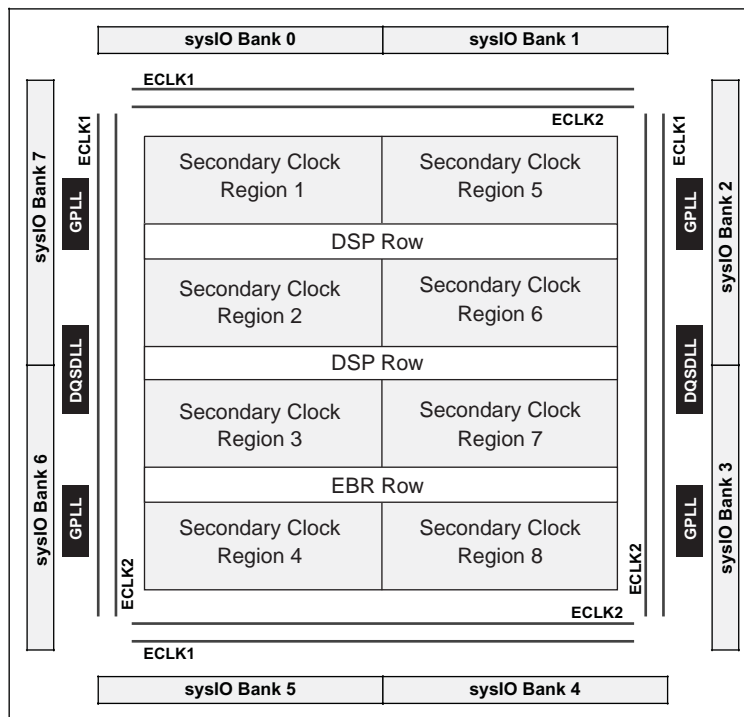 sysIO Bank 0
sysIO Bank 1
ECLK1
ECLK2
sysIO Bank 7
ECLK1
GPLL
DQSDLL
sysIO Bank 6
GPLL
ECLK2
Secondary Clock
Region 1
Secondary Clock
Region 5
DSP Row
Secondary Clock
Region 2
Secondary Clock
Region 6
DSP Row
Secondary Clock
Region 3
Secondary Clock
Region 7
EBR Row
Secondary Clock
Region 4
Secondary Clock
Region 8
ECLK1
GPLL
sysIO Bank 2
DQSDLL
GPLL
sysIO Bank 3
ECLK2
ECLK2
ECLK1
sysIO Bank 5
sysIO Bank 4